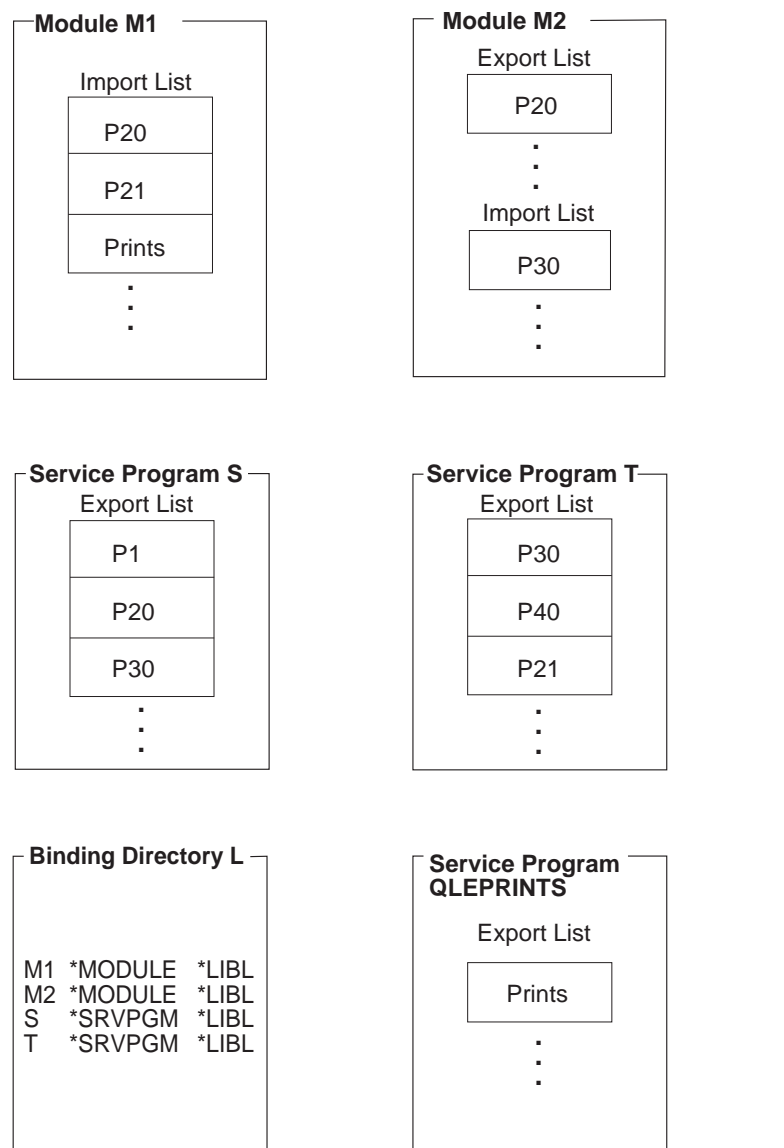 Module M1
Import List
P20
P21
Prints
Module M2
Export List
P20
Import List
P30
Service Program S
Export List
P1
P20
P30
Service Program T
Export List
P30
P40
P21
Binding Directory L
M1 *MODULE *LIBL
M2 *MODULE *LIBL
S *SRVPGM *LIBL
T *SRVPGM *LIBL
Service Program
QLEPRINTS
Export List
Prints